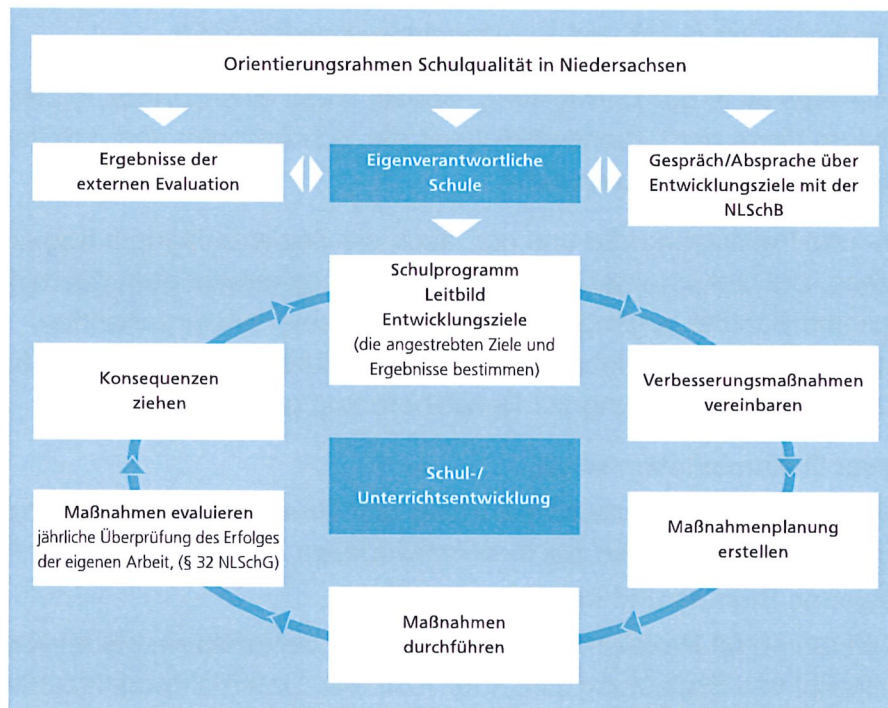 Orientierungsrahmen Schulqualität in Niedersachsen
Ergebnisse der
externen Evaluation
Eigenverantwortliche
Schule
Gespräch/Absprache über
Entwicklungsziele mit der
NLSchB
Schulprogramm
Leitbild
Entwicklungsziele
(die angestrebten Ziele und
Ergebnisse bestimmen)
Konsequenzen
ziehen
Verbesserungsmaßnahmen
vereinbaren
Schul-/
Unterrichtsentwicklung
Maßnahmen evaluieren
jährliche Überprüfung des Erfolges
der eigenen Arbeit, (§ 32 NLSchG)
Maßnahmenplanung
erstellen
Maßnahmen
durchführen